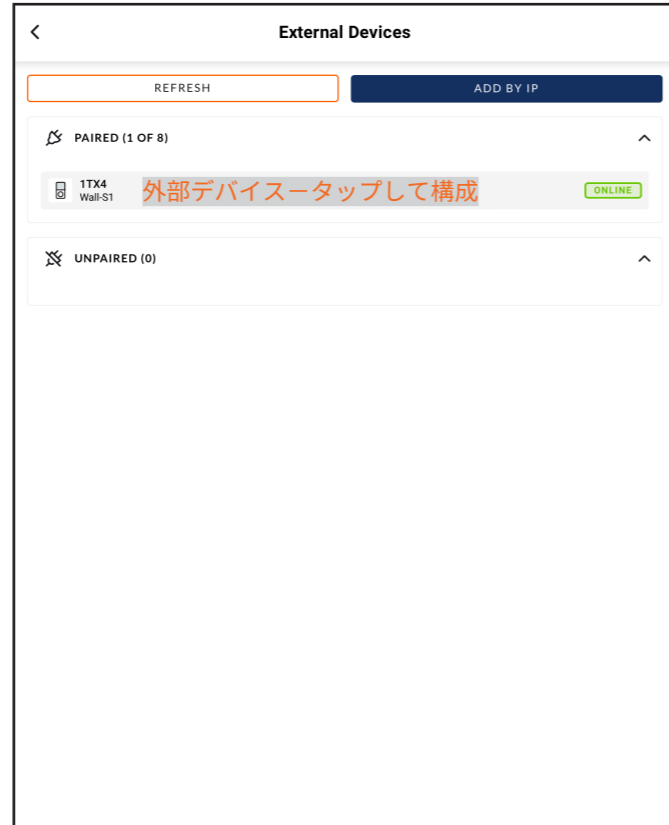 External Devices
REFRESH
ADD BY IP
PAIRED (1 OF 8)
1TX4
Wall-S1
外部デバイスータップして構成
ONLINE
UNPAIRED (0)